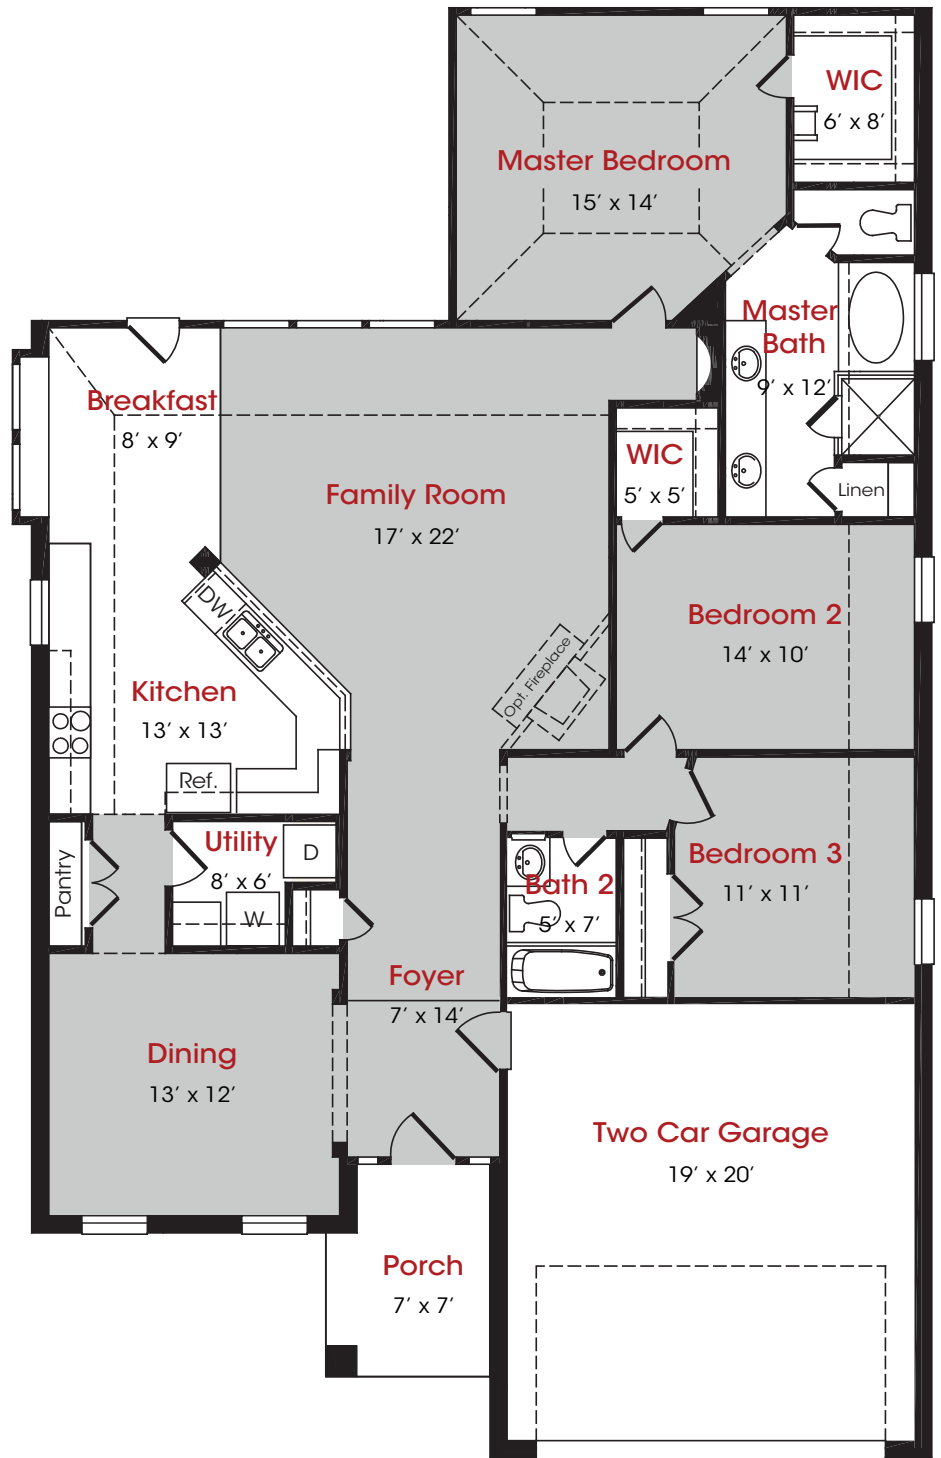 WIC
6’ x 8’
Master Bedroom
15’ x 14’
Master
Bath
9’ x 12’
Breakfast
8’ x 9’
WIC
5’ x 5’
Linen
Family Room
17’ x 22’
DW
Bedroom 2
14’ x 10’
Opt. Fireplace
Kitchen
13’ x 13’
Ref.
Utility
8’ x 6’
D
W
Pantry
Bedroom 3
11’ x 11’
Bath 2
5’ x 7’
Foyer
7’ x 14’
Dining
13’ x 12’
Two Car Garage
19’ x 20’
Porch
7’ x 7’